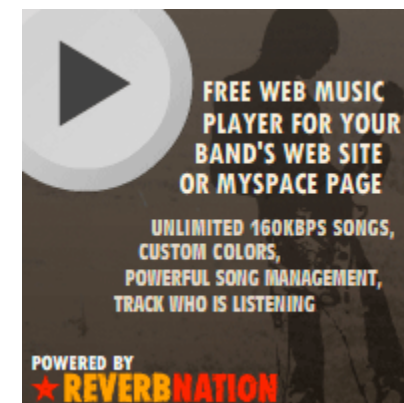 FREE WEB MUSIC
PLAYER FOR YOUR
BAND'S WEB SITE
OR MYSPACE PAGE
UNLIMITED 160KBPS SONGS,
CUSTOM COLORS,
POWERFUL SONG MANAGEMENT,
TRACK WHO IS LISTENING
POWERED BY
REVERBNATION